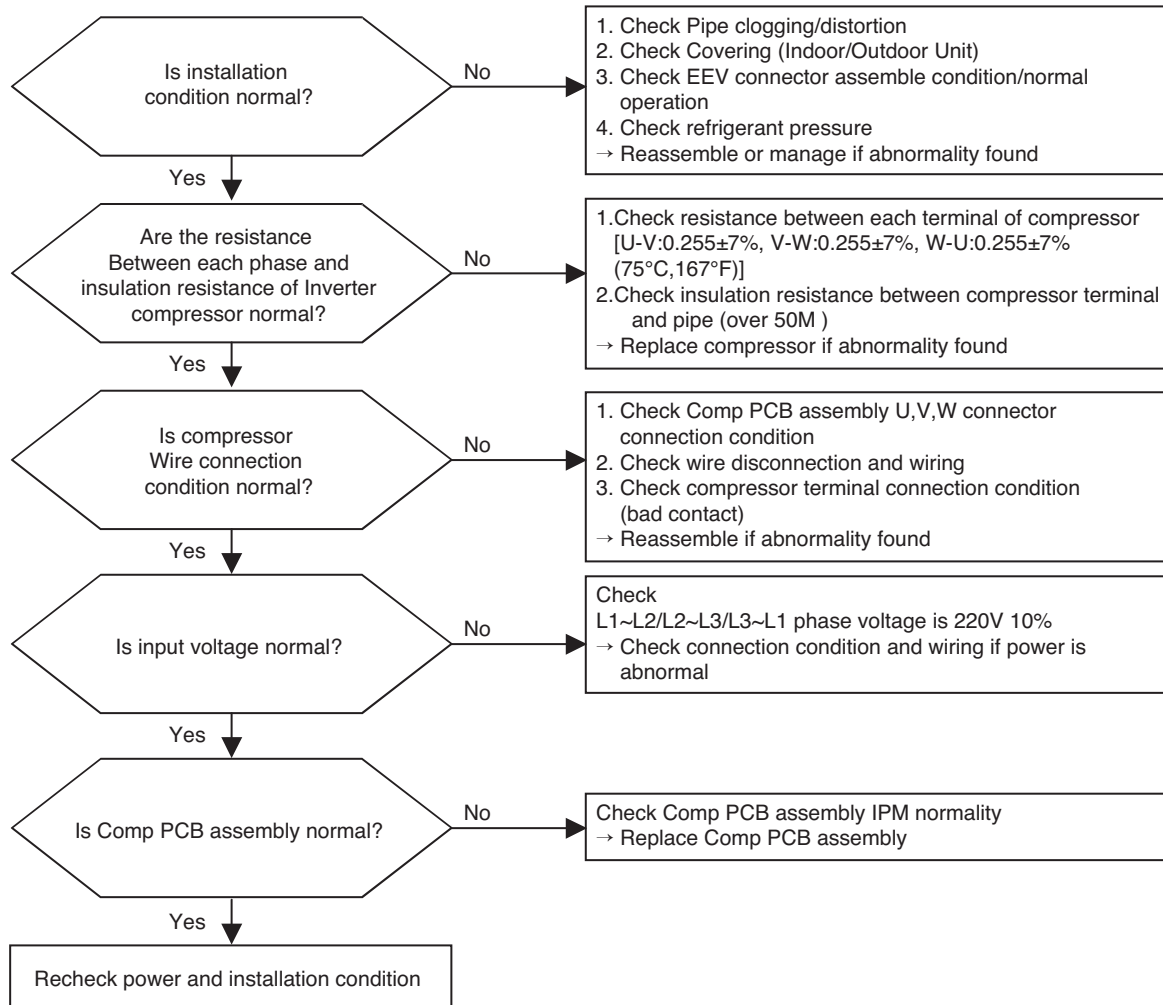 Is installation
condition normal?
No
1. Check Pipe clogging/distortion
2. Check Covering (Indoor/Outdoor Unit)
3. Check EEV connector assemble condition/normal
operation
4. Check refrigerant pressure
→ Reassemble or manage if abnormality found
Yes
Are the resistance
Between each phase and
insulation resistance of Inverter
compressor normal?
No
1.Check resistance between each terminal of compressor
[U-V:0.255±7%, V-W:0.255±7%, W-U:0.255±7%
(75°C,167°F)]
2.Check insulation resistance between compressor terminal
and pipe (over 50M )
→ Replace compressor if abnormality found
Yes
Is compressor
Wire connection
condition normal?
No
1. Check Comp PCB assembly U,V,W connector
connection condition
2. Check wire disconnection and wiring
3. Check compressor terminal connection condition
(bad contact)
→ Reassemble if abnormality found
Yes
Is input voltage normal?
No
Check
L1~L2/L2~L3/L3~L1 phase voltage is 220V 10%
→ Check connection condition and wiring if power is
abnormal
Yes
Is Comp PCB assembly normal?
No
Check Comp PCB assembly IPM normality
→ Replace Comp PCB assembly
Yes
Recheck power and installation condition